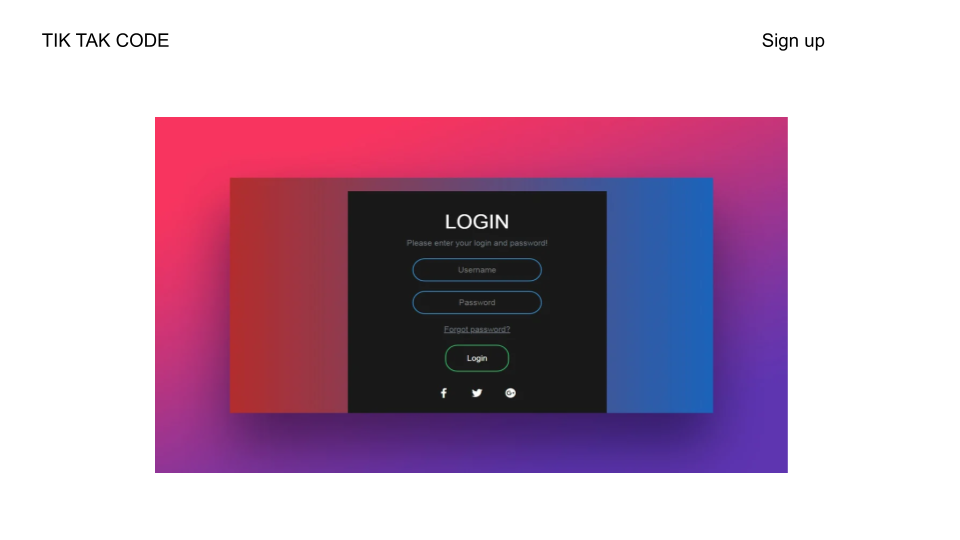 TIK TAK CODE
Sign up
LOGIN
Please enter your login and password!
Username
Password
Forgot password?
Login